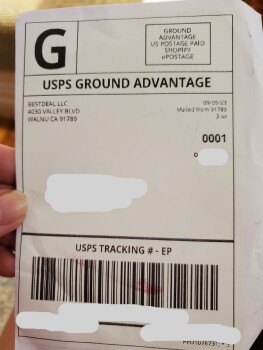 G
GROUND
ADVANTAGE
US POSTAGE PAID
SHOPIFY
ePOSTAGE
USPS GROUND ADVANTAGE
BESTDEAL LLC
4030 VALLEY BLVD
WALNU CA 91789
09/05/23
Mailed from 91789
3 oz
0001
USPS TRACKING # - EP